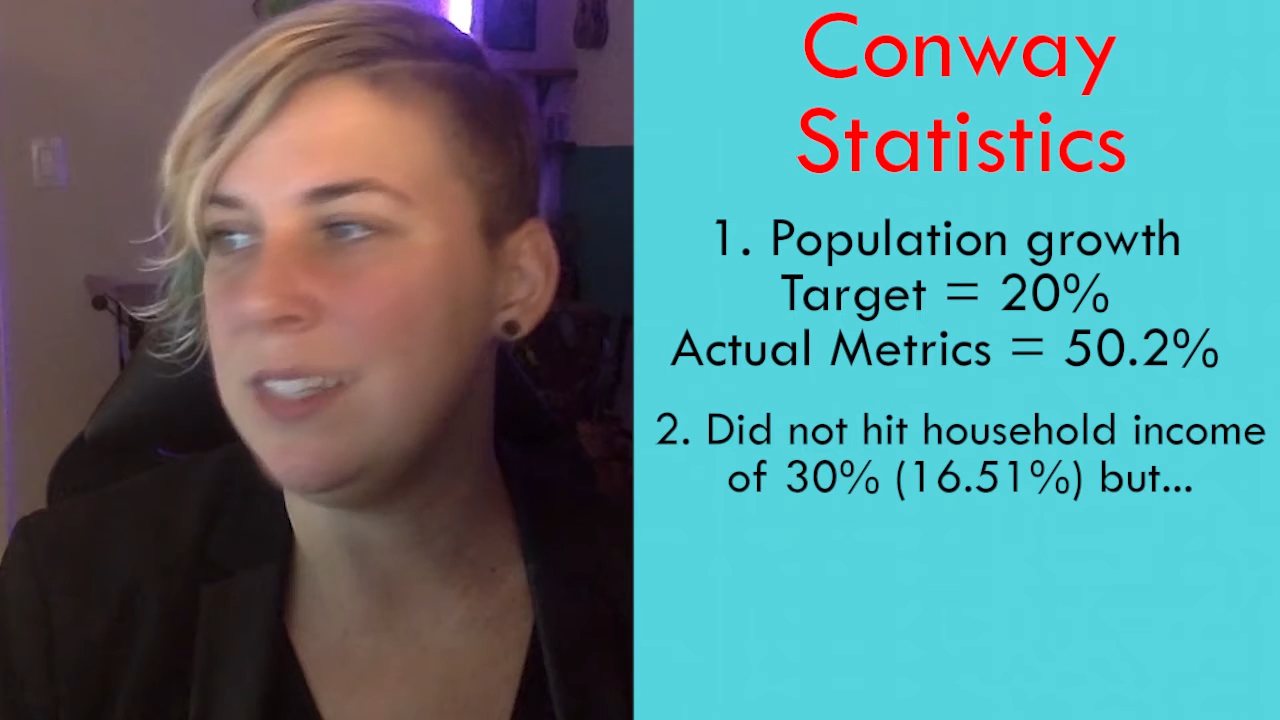 Conway
Statistics
1. Population growth
Target = 20%
Actual Metrics = 50.2%
2. Did not hit household income
of 30% (16.51%) but...